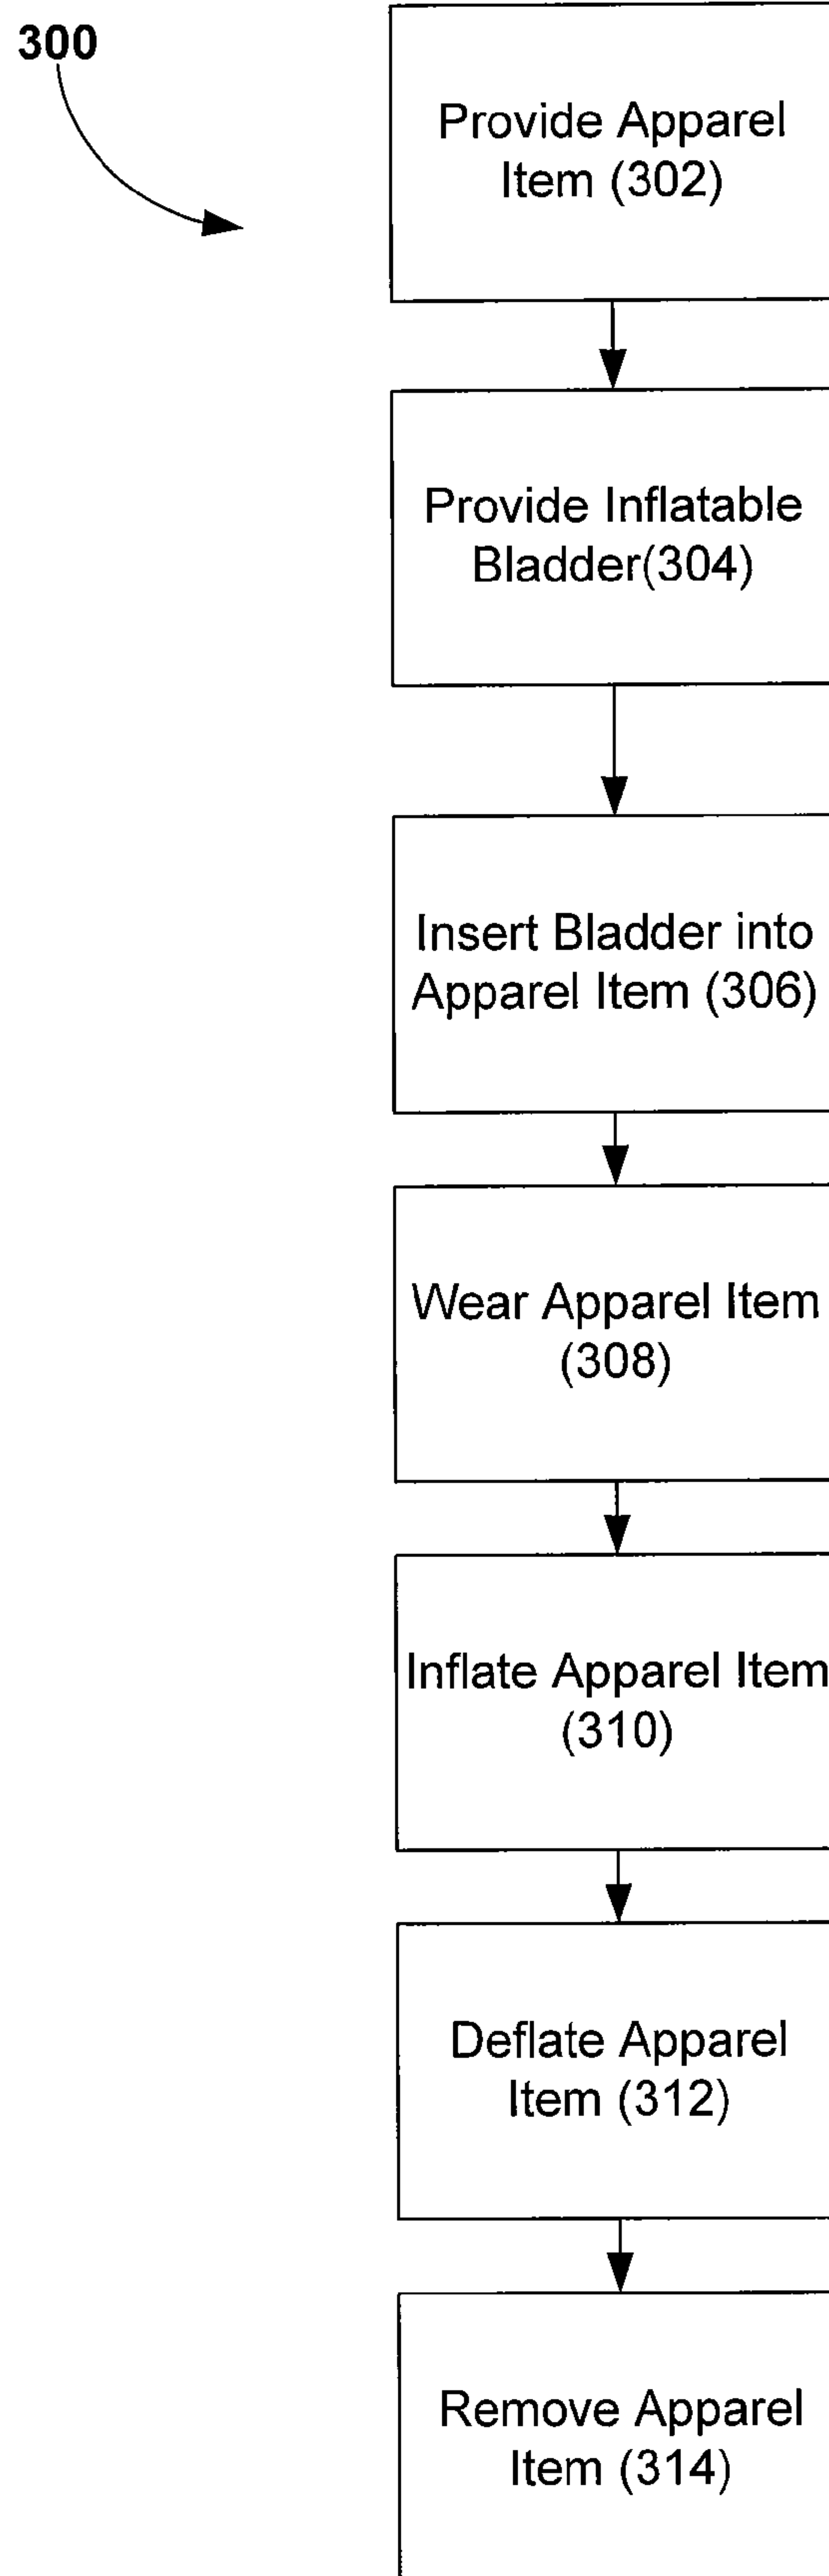 300
Provide Apparel
Item (302)
Provide Inflatable
Bladder(304)
Insert Bladder into
Apparel Item (306)
Wear Apparel Item
(308)
Inflate Apparel Item
(310)
Deflate Apparel
Item (312)
Remove Apparel
Item (314)